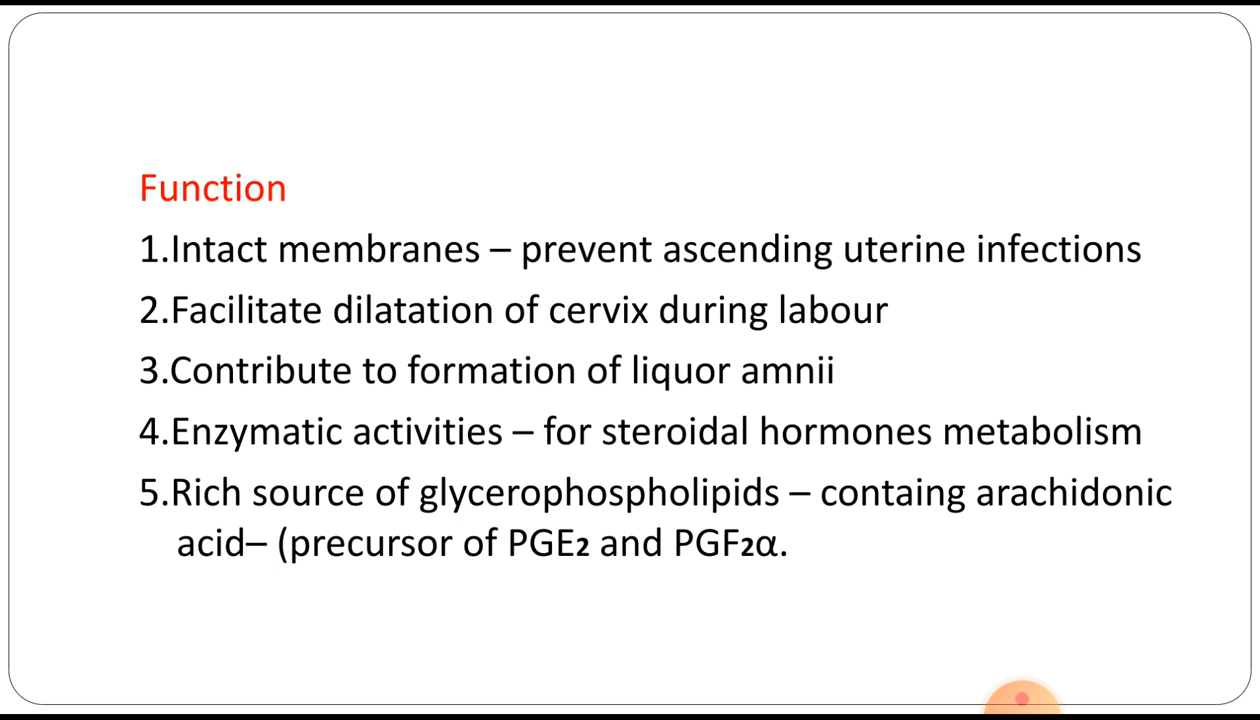 Function
1.Intact membranes – prevent ascending uterine infections
2.Facilitate dilatation of cervix during labour
3.Contribute to formation of liquor amnii
4.Enzymatic activities – for steroidal hormones metabolism
5.Rich source of glycerophospholipids – containg arachidonic
acid– (precursor of PGE2 and PGF2α.